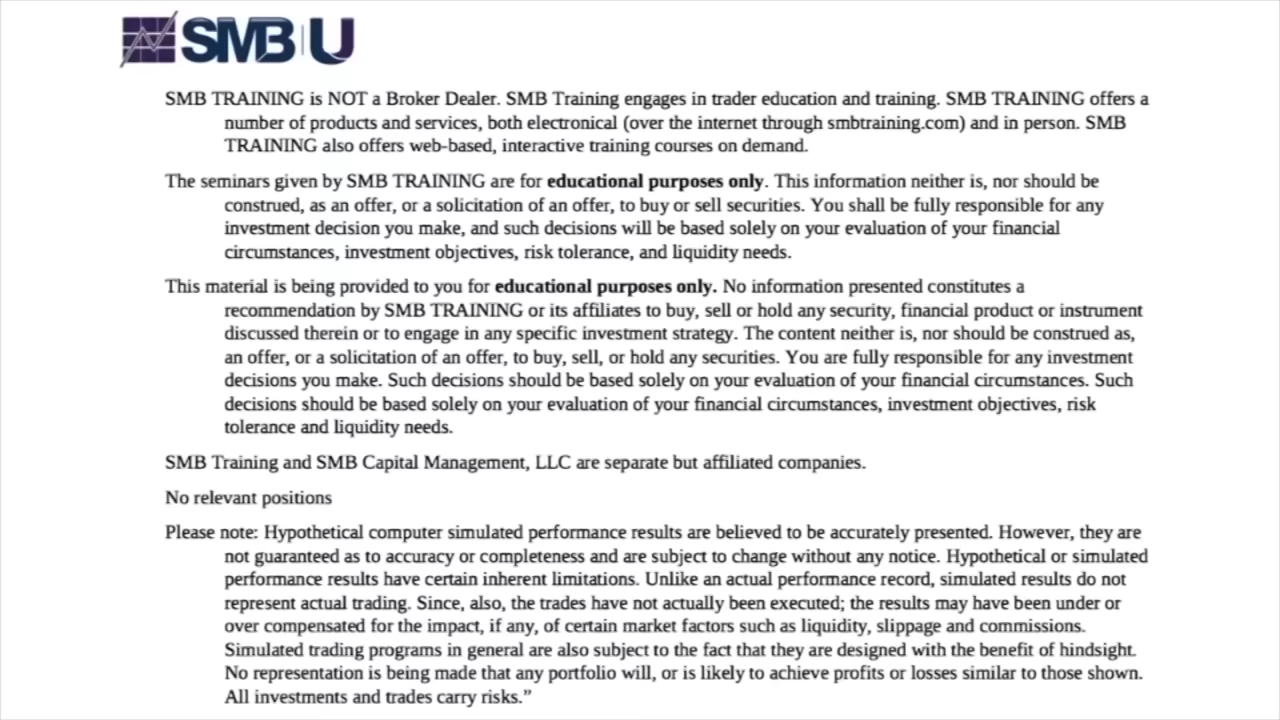 SMB U
SMB TRAINING is NOT a Broker Dealer. SMB Training engages in trader education and training. SMB TRAINING offers a
number of products and services, both electronical (over the internet through smbtraining.com) and in person. SMB
TRAINING also offers web-based, interactive training courses on demand.
The seminars given by SMB TRAINING are for educational purposes only. This information neither is, nor should be
construed, as an offer, or a solicitation of an offer, to buy or sell securities. You shall be fully responsible for any
investment decision you make, and such decisions will be based solely on your evaluation of your financial
circumstances, investment objectives, risk tolerance, and liquidity needs.
This material is being provided to you for educational purposes only. No information presented constitutes a
recommendation by SMB TRAINING or its affiliates to buy, sell or hold any security, financial product or instrument
discussed therein or to engage in any specific investment strategy. The content neither is, nor should be construed as,
an offer, or a solicitation of an offer, to buy, sell, or hold any securities. You are fully responsible for any investment
decisions you make. Such decisions should be based solely on your evaluation of your financial circumstances. Such
decisions should be based solely on your evaluation of your financial circumstances, investment objectives, risk
tolerance and liquidity needs.
SMB Training and SMB Capital Management, LLC are separate but affiliated companies.
No relevant positions
Please note: Hypothetical computer simulated performance results are believed to be accurately presented. However, they are
not guaranteed as to accuracy or completeness and are subject to change without any notice. Hypothetical or simulated
performance results have certain inherent limitations. Unlike an actual performance record, simulated results do not
represent actual trading. Since, also, the trades have not actually been executed; the results may have been under or
over compensated for the impact, if any, of certain market factors such as liquidity, slippage and commissions.
Simulated trading programs in general are also subject to the fact that they are designed with the benefit of hindsight.
No representation is being made that any portfolio will, or is likely to achieve profits or losses similar to those shown.
All investments and trades carry risks.”